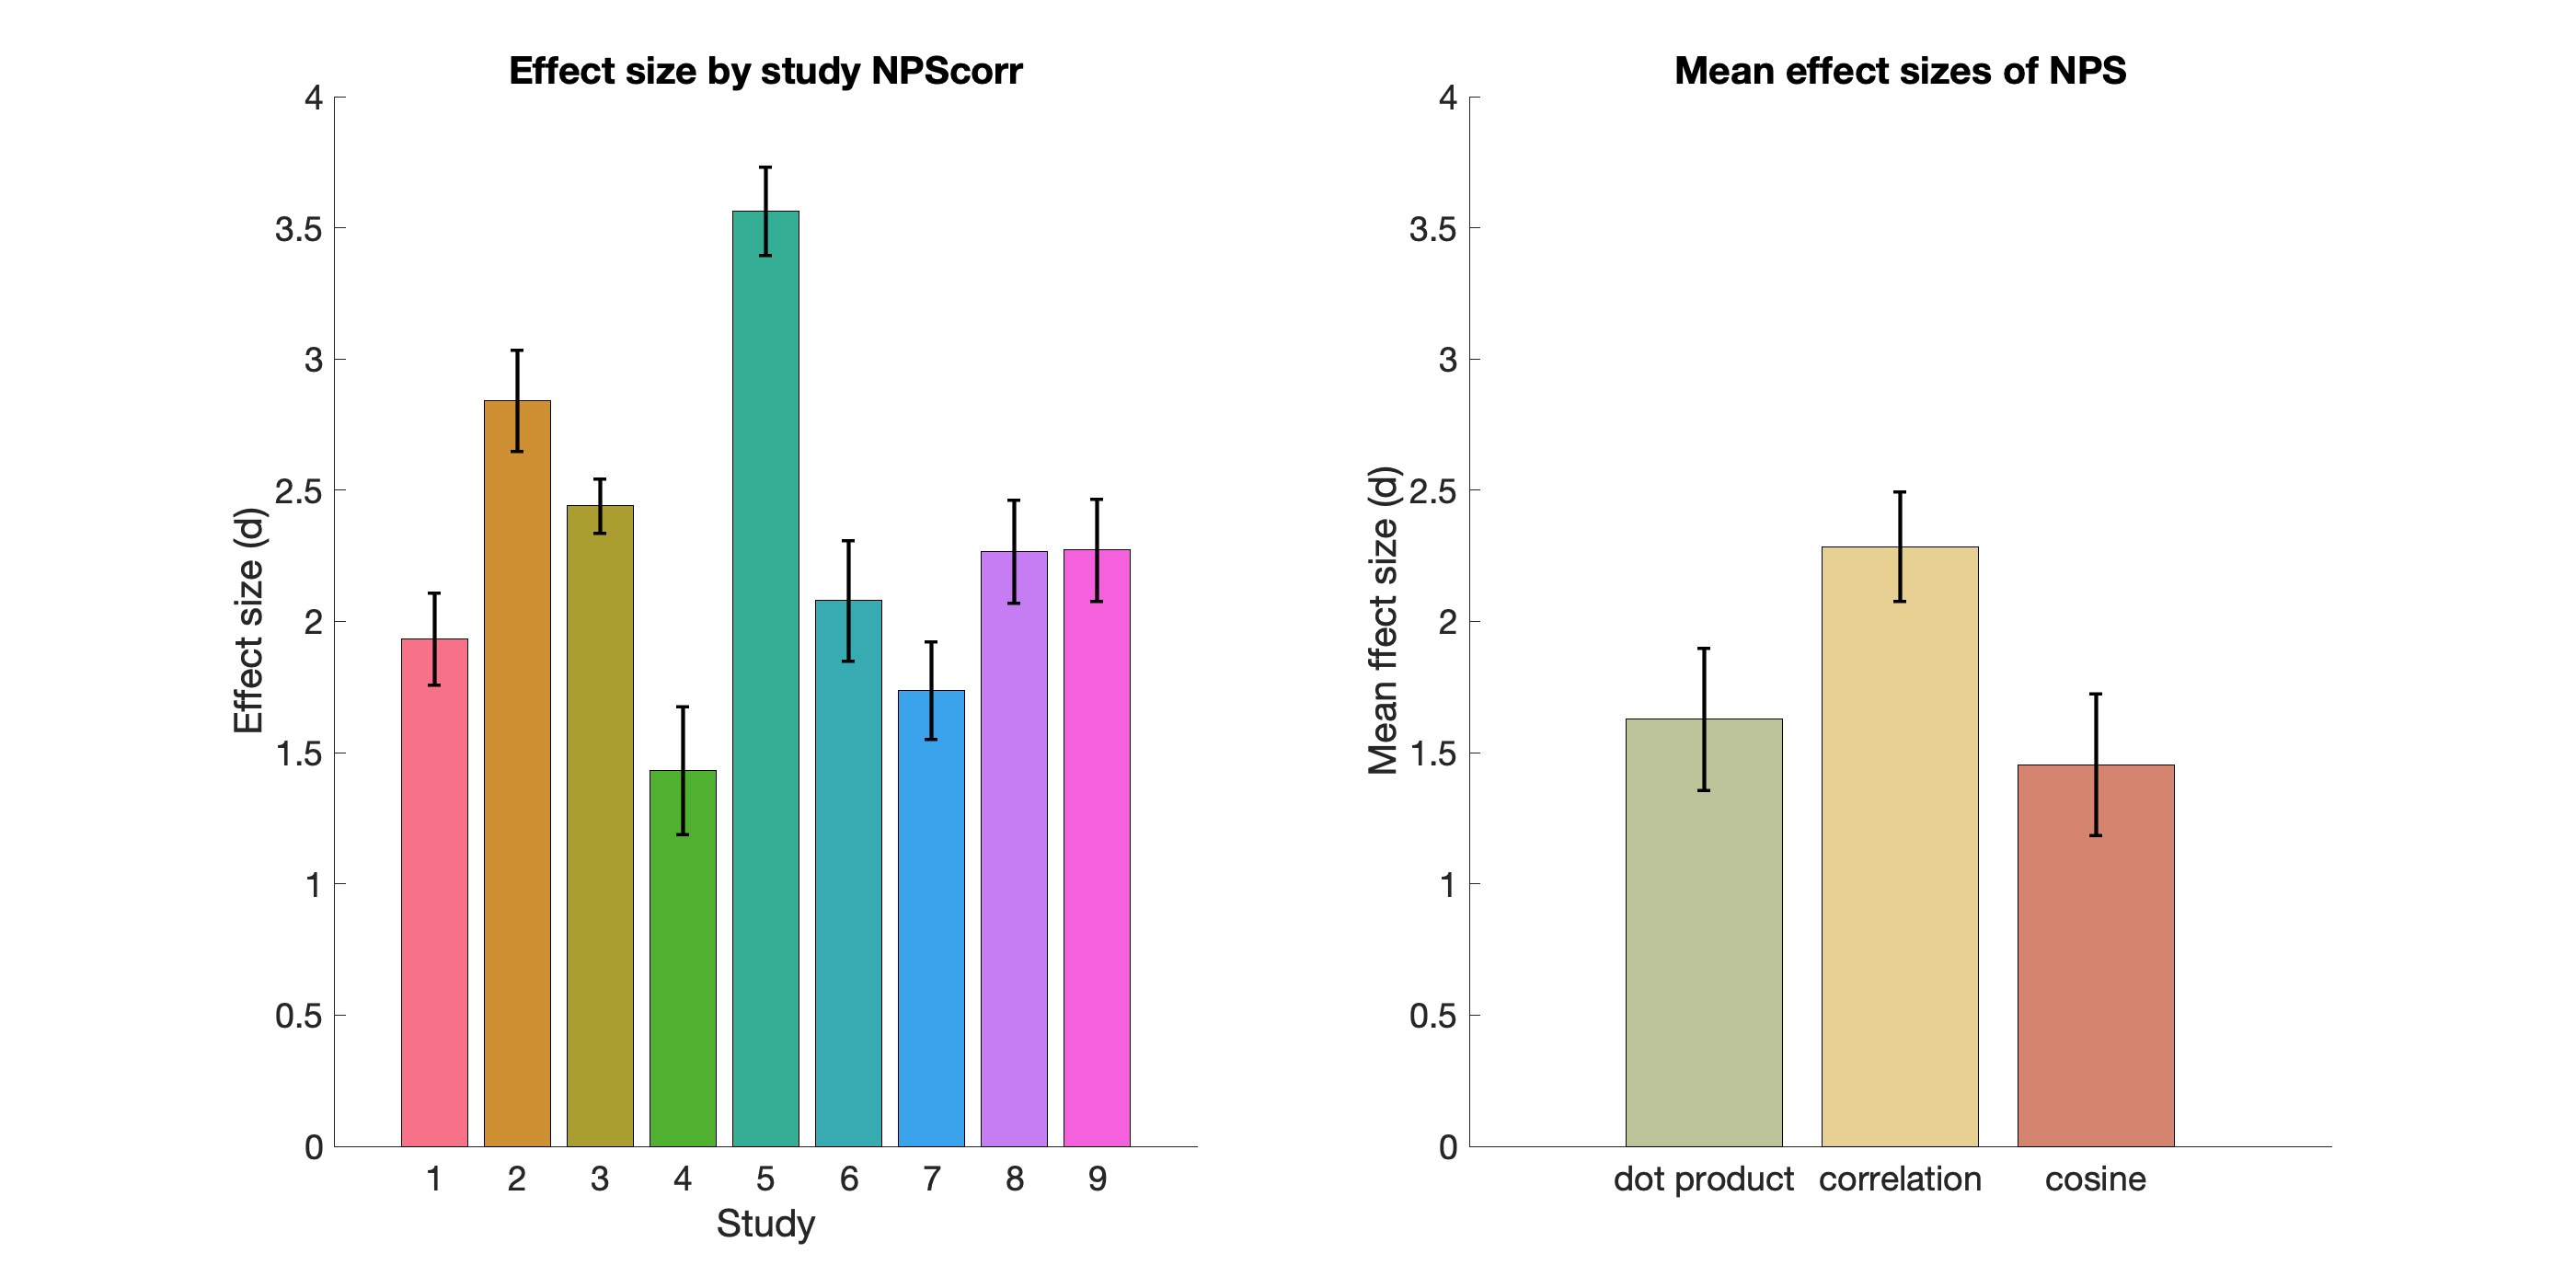 Effect size by study NPScorr
4
3.5
3
2.5
2
1.5
1
0.5
0
Effect size (d)
1 2 3 4 5 6 7 8 9
Study
Mean effect sizes of NPS
4
3.5
3
2.5
2
1.5
1
0.5
0
Mean ffect size (d)
dot product correlation cosine